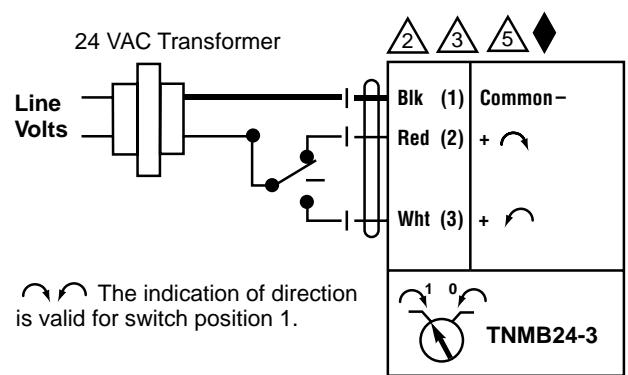 24 VAC Transformer
2 3 5
Line
Volts
Blk (1) Common –
Red (2) +
Wht (3) +
The indication of direction
is valid for switch position 1.
1 0
TNMB24-3